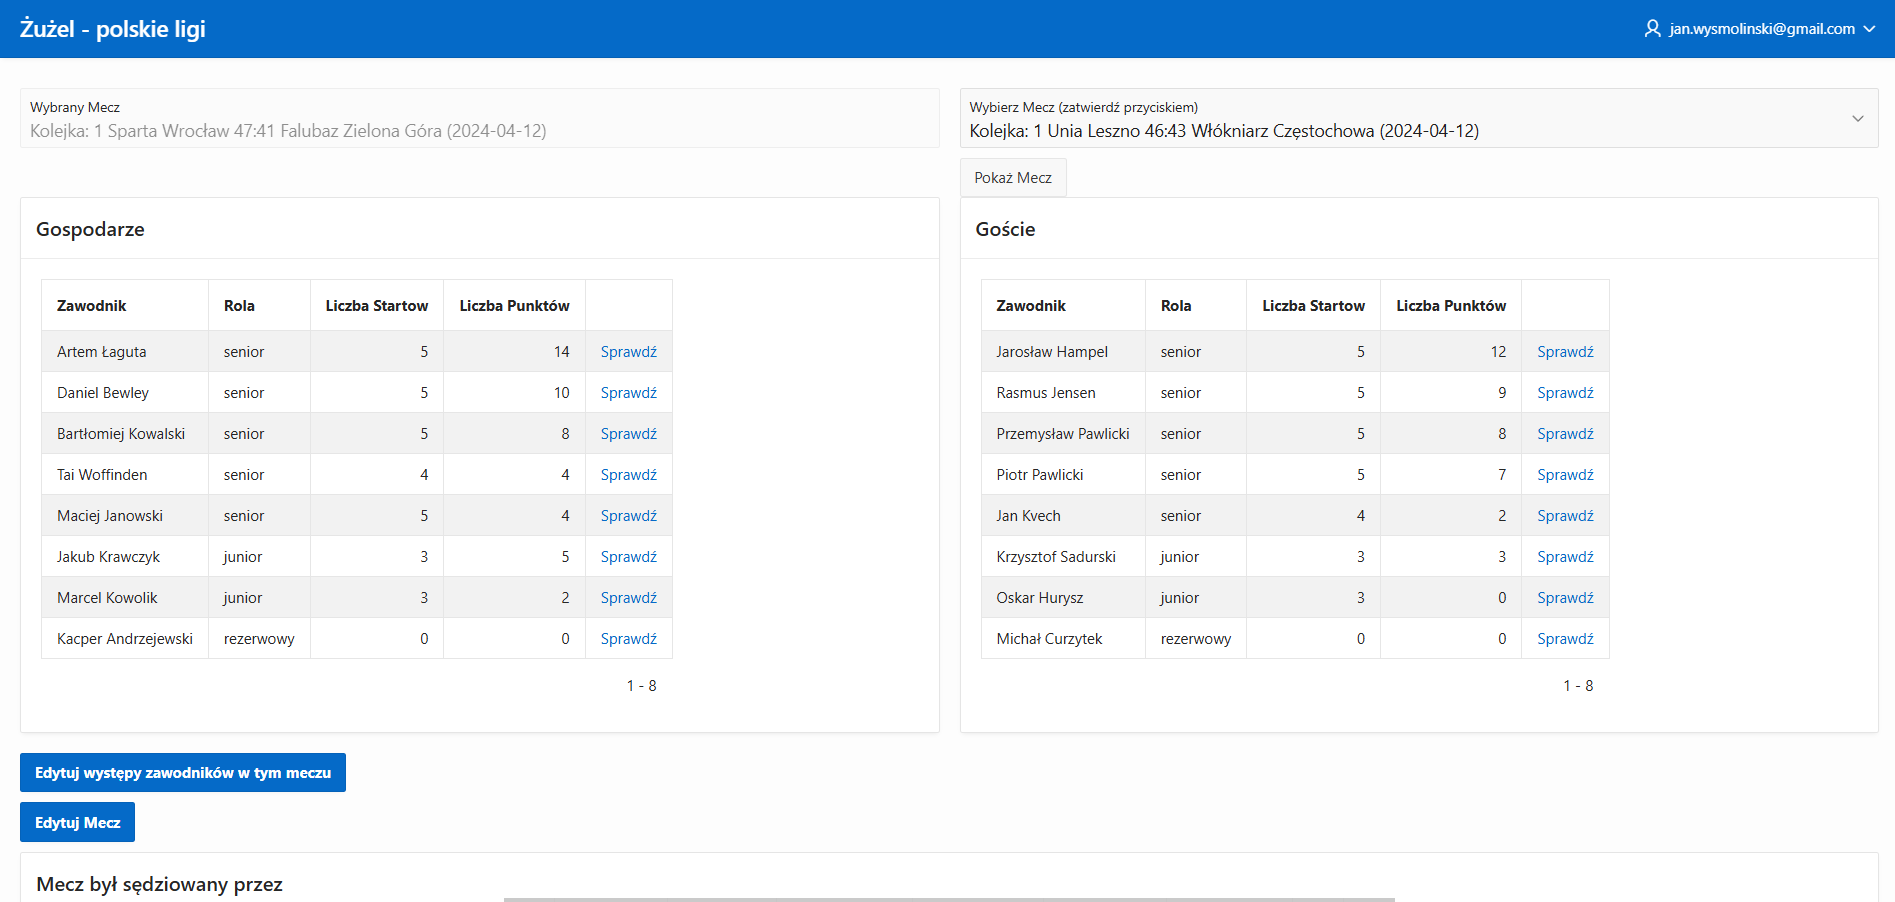 Żużel - polskie ligi
jan.wysmolinski@gmail.com
Wybrany Mecz
Kolejka: 1 Sparta Wrocław 47:41 Falubaz Zielona Góra (2024-04-12)
Wybierz Mecz (zatwierdź przyciskiem)
Kolejka: 1 Unia Leszno 46:43 Włókniarz Częstochowa (2024-04-12)
Pokaż Mecz
Gospodarze
Zawodnik Rola Liczba Startow Liczba Punktów
Artem Łaguta senior 5 14 Sprawdź
Daniel Bewley senior 5 10 Sprawdź
Bartłomiej Kowalski senior 5 8 Sprawdź
Tai Woffinden senior 4 4 Sprawdź
Maciej Janowski senior 5 4 Sprawdź
Jakub Krawczyk junior 3 5 Sprawdź
Marcel Kowolik junior 3 2 Sprawdź
Kacper Andrzejewski rezerwowy 0 0 Sprawdź
1 - 8
Goście
Zawodnik Rola Liczba Startow Liczba Punktów
Jarosław Hampel senior 5 12 Sprawdź
Rasmus Jensen senior 5 9 Sprawdź
Przemysław Pawlicki senior 5 8 Sprawdź
Piotr Pawlicki senior 5 7 Sprawdź
Jan Kvech senior 4 2 Sprawdź
Krzysztof Sadurski junior 3 3 Sprawdź
Oskar Hurysz junior 3 0 Sprawdź
Michał Curzytek rezerwowy 0 0 Sprawdź
1 - 8
Edytuj występy zawodników w tym meczu
Edytuj Mecz
Mecz był sędziowany przez